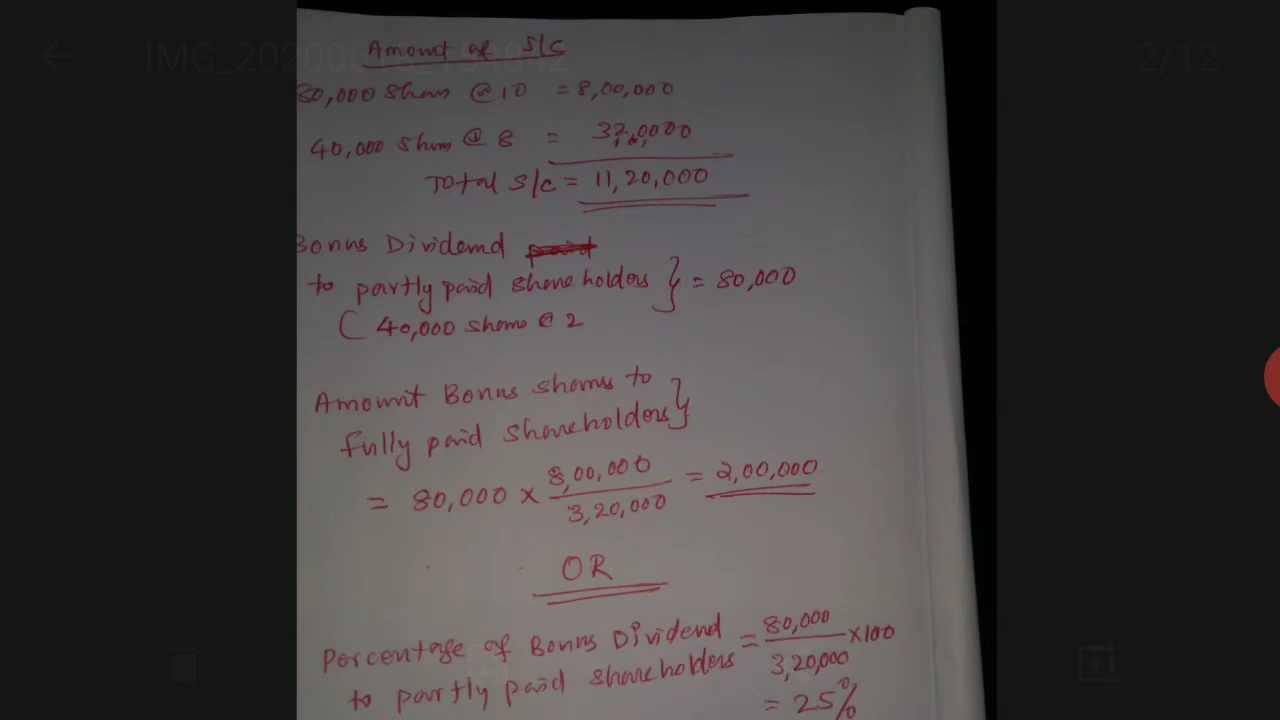 IMG_20200
2/12
Amount of S/C
80,000 Shares @ 10 = 8,00,000
40,000 Shares @ 8 = 3,20,000
Total S/C = 11,20,000
Bonus Dividend
to partly paid shareholders } = 80,000
( 40,000 shares @ 2
Amount Bonus shares to
fully paid shareholders }
= 80,000 × 8,00,000 / 3,20,000 = 2,00,000
OR
Percentage of Bonus Dividend
to partly paid shareholders = 80,000 / 3,20,000 × 100
= 25%